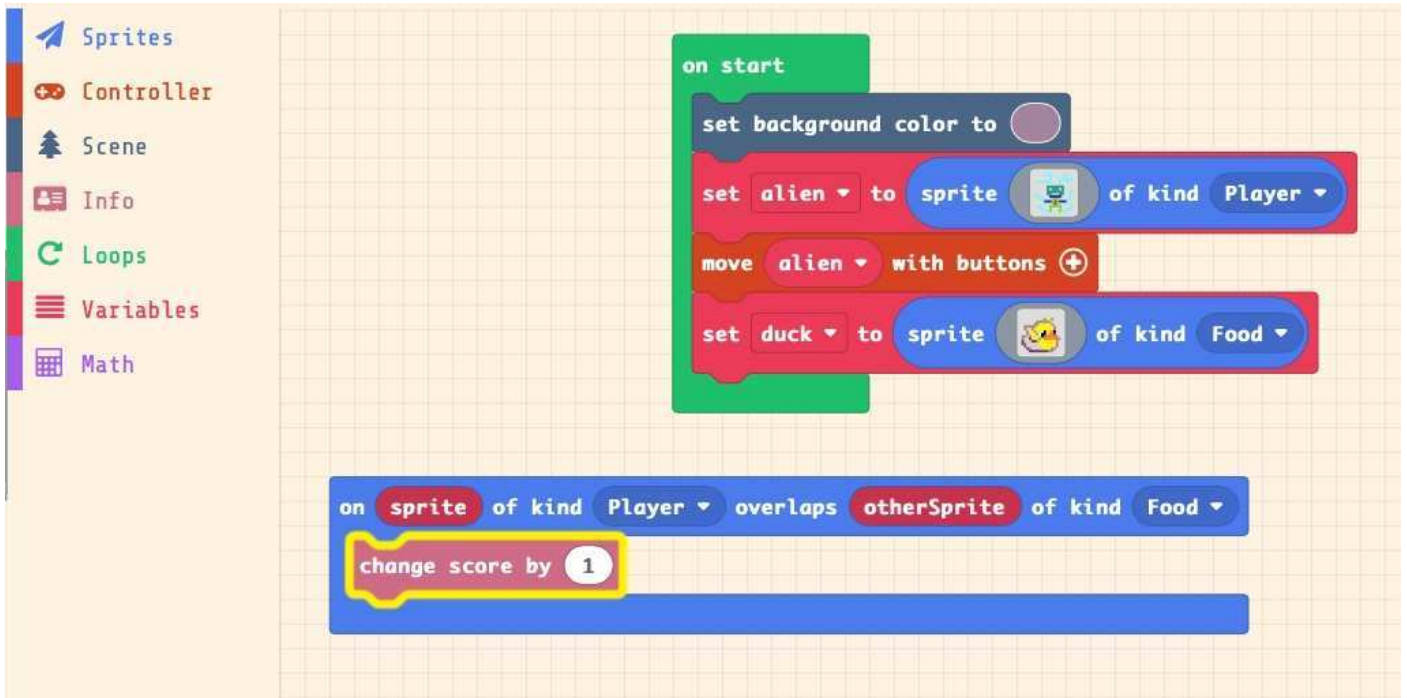 Sprites
Controller
Scene
Info
Loops
Variables
Math
on start
set background color to
set alien to sprite of kind Player
move alien with buttons
set duck to sprite of kind Food
on sprite of kind Player overlaps otherSprite of kind Food
change score by 1